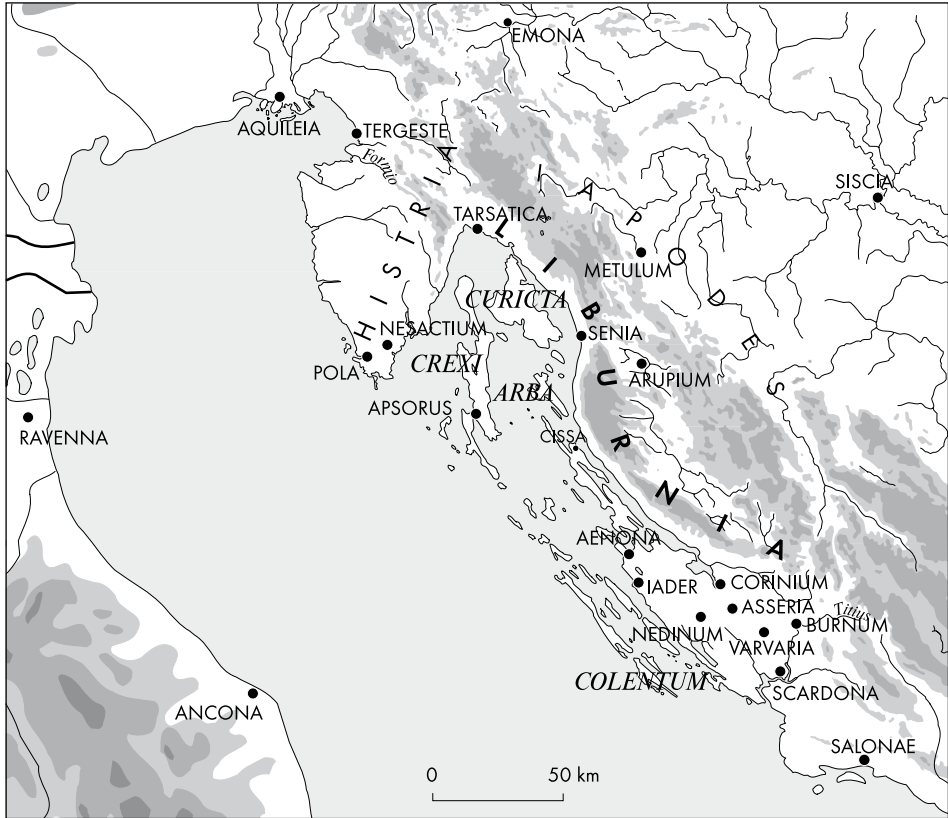 EMONA
AQUILEIA
TERGESTE
Formio
SISCIA
HISTRIA
IAPODES
TARSATICA
LIBURNIA
METULUM
CURICTA
NESACTIUM
SENIA
POLA
CREXI
ARUPIUM
ARBA
APSORUS
RAVENNA
CISSA
AENONA
IADER
CORINIUM
ASSERIA
Titius
BURNUM
NEDINUM
VARVARIA
COLENTUM
SCARDONA
ANCONA
SALONAE
0 50 km